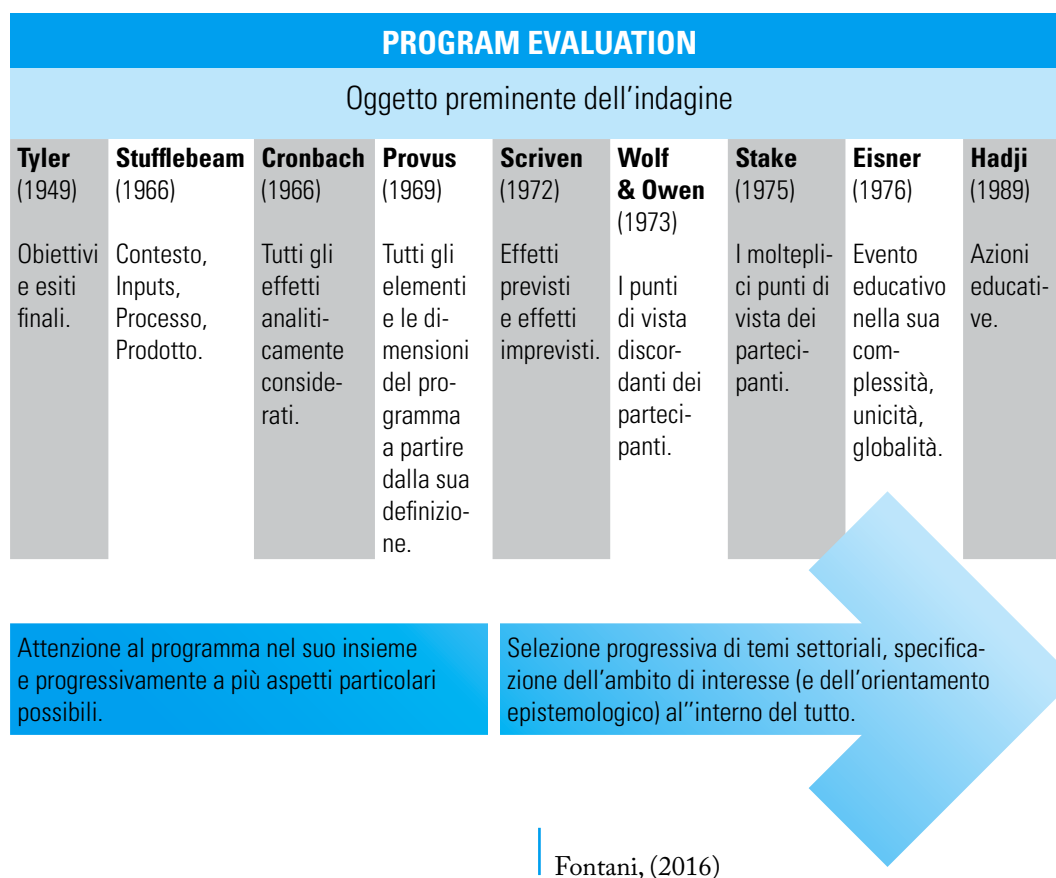 PROGRAM EVALUATION
Oggetto preminente dell'indagine
Tyler
(1949)
Obiettivi
e esiti
finali.
Stufflebeam
(1966)
Contesto,
Inputs,
Processo,
Prodotto.
Cronbach
(1966)
Tutti gli
effetti
analiti-
camente
conside-
rati.
Provus
(1969)
Tutti gli
elementi
e le di-
mensioni
del pro-
gramma
a partire
dalla sua
definizio-
ne.
Scriven
(1972)
Effetti
previsti
e effetti
imprevisti.
Wolf
& Owen
(1973)
I punti
di vista
discor-
danti dei
parteci-
panti.
Stake
(1975)
I moltepli-
ci punti di
vista dei
parteci-
panti.
Eisner
(1976)
Evento
educativo
nella sua
com-
plessità,
unicità,
globalità.
Hadji
(1989)
Azioni
educati-
ve.
Attenzione al programma nel suo insieme
e progressivamente a più aspetti particolari
possibili.
Selezione progressiva di temi settoriali, specifica-
zione dell'ambito di interesse (e dell'orientamento
epistemologico) al''interno del tutto.
Fontani, (2016)